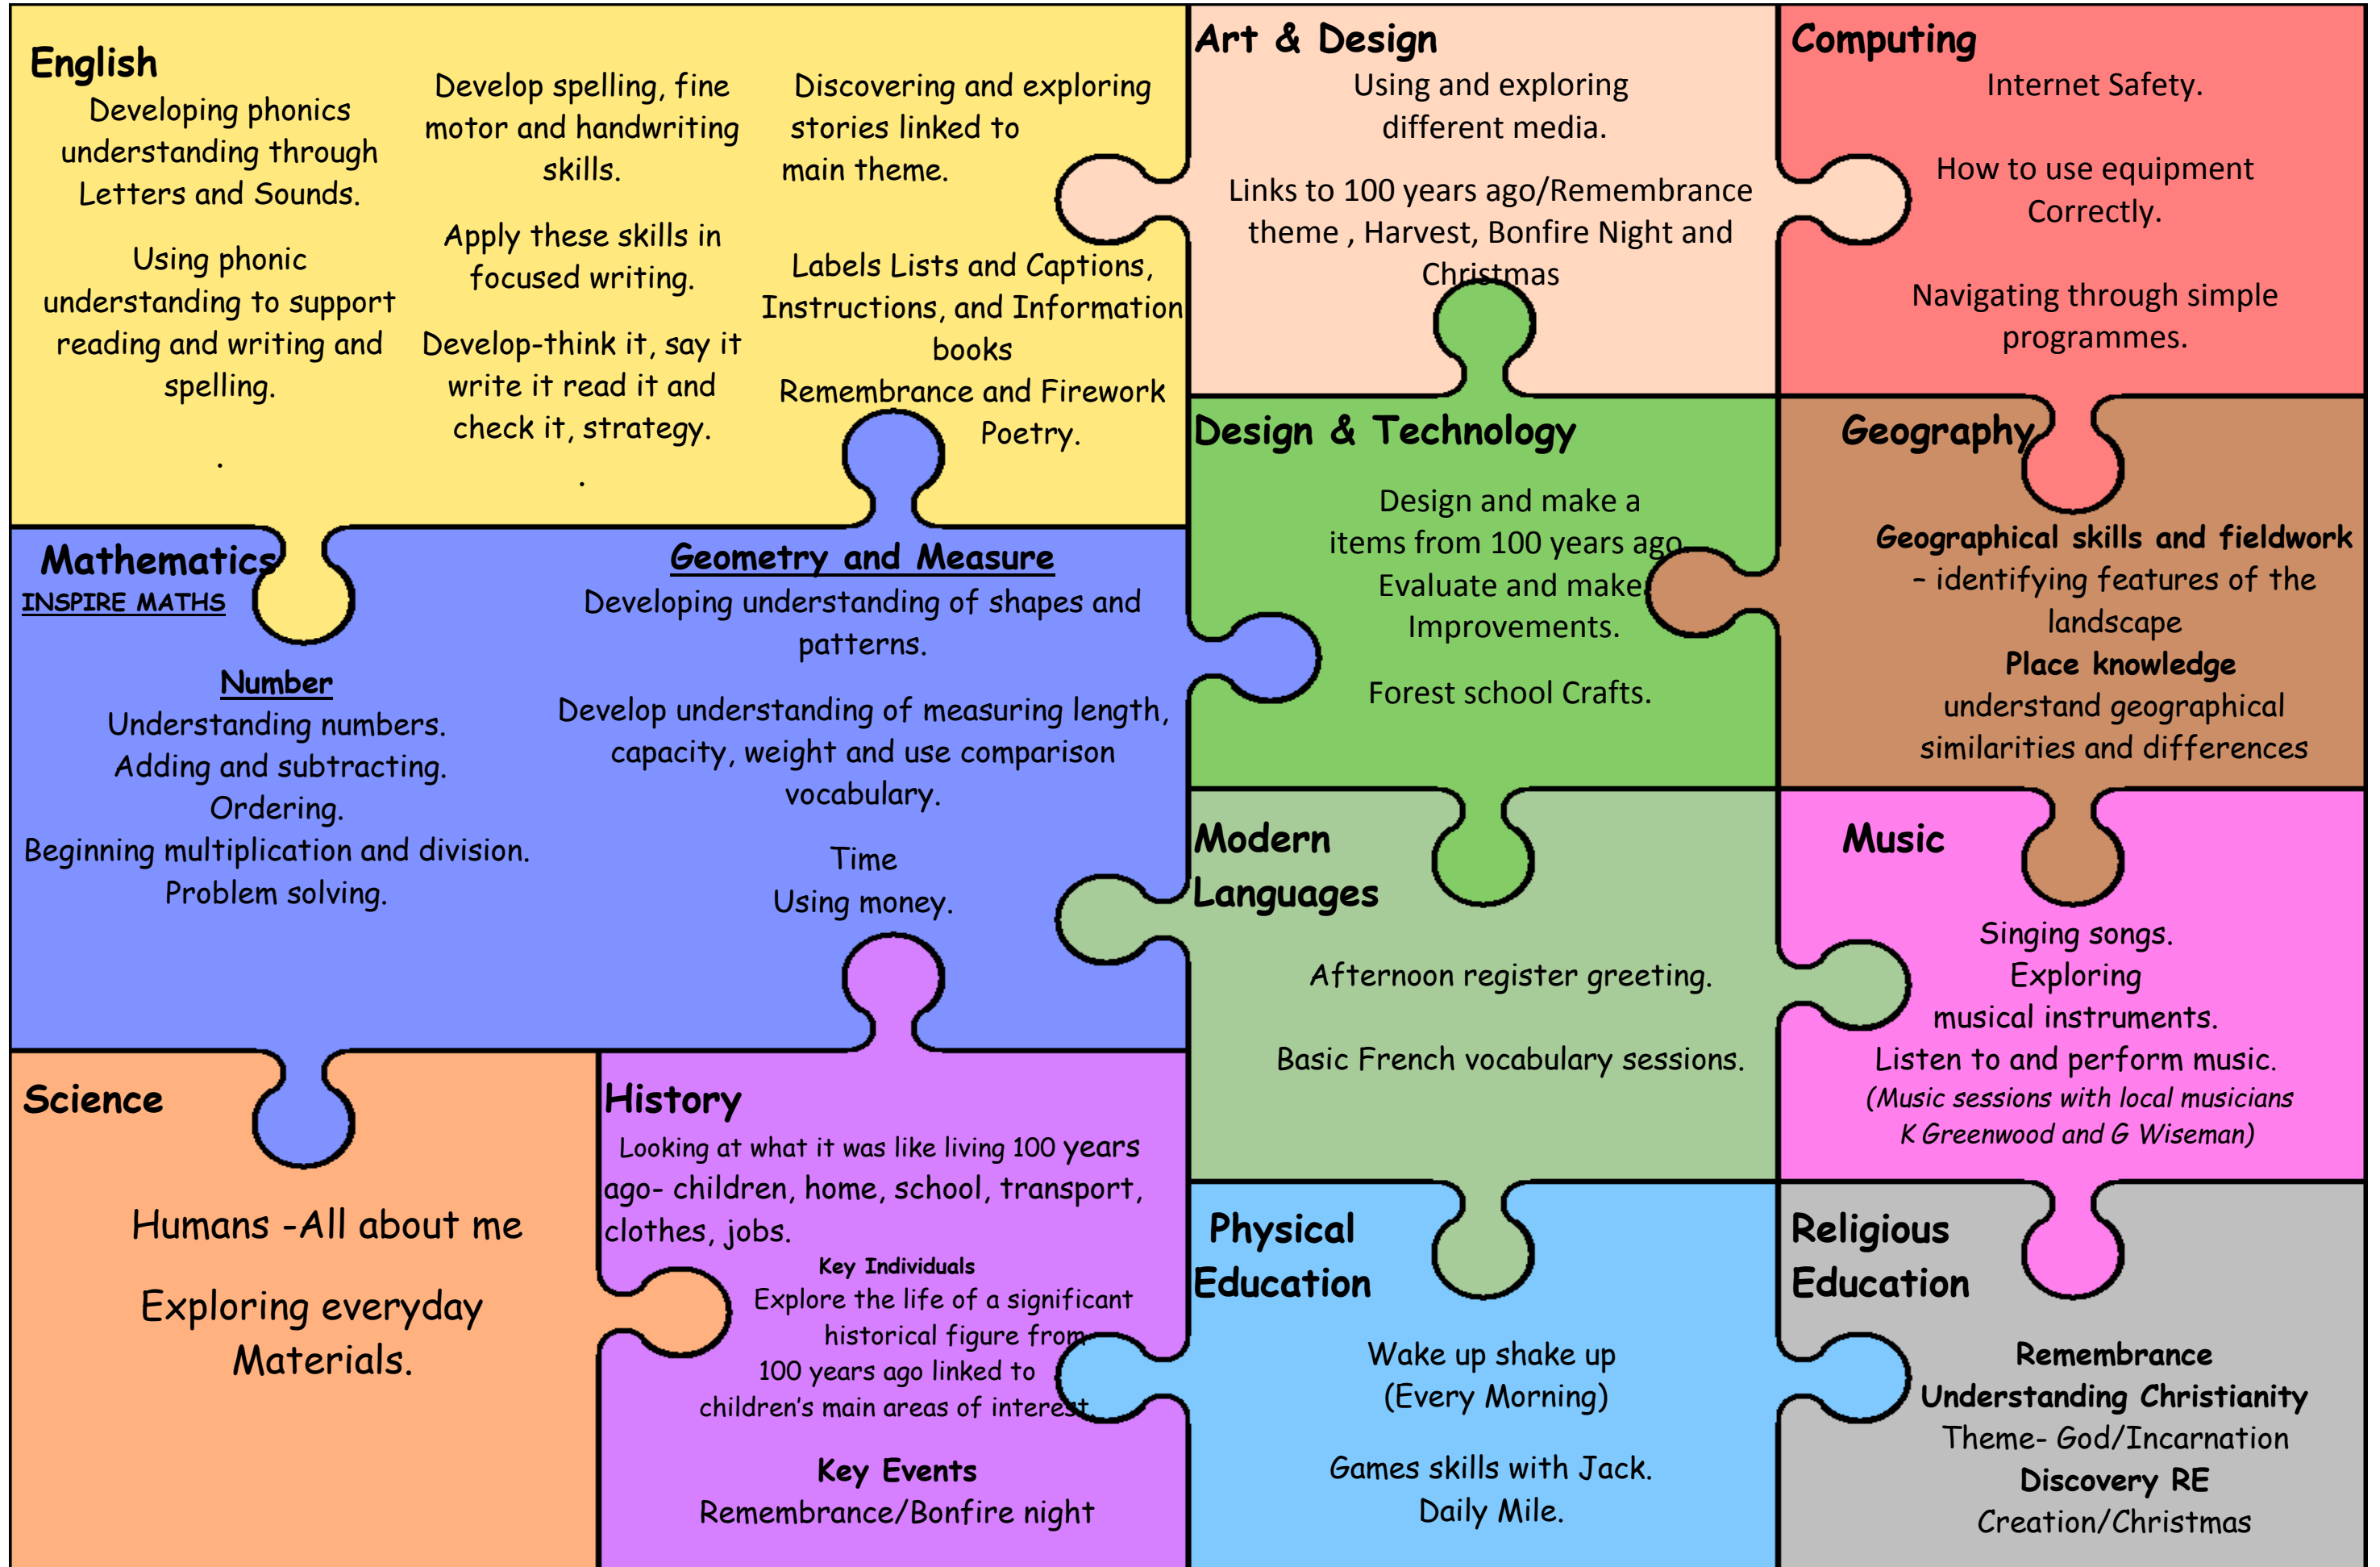 English
Developing phonics
understanding through
Letters and Sounds.
Using phonic
understanding to support
reading and writing and
spelling.
.
Develop spelling, fine
motor and handwriting
skills.
Apply these skills in
focused writing.
Develop-think it, say it
write it read it and
check it, strategy.
.
Discovering and exploring
stories linked to
main theme.
Labels Lists and Captions,
Instructions, and Information
books
Remembrance and Firework
Poetry.
Art & Design
Using and exploring
different media.
Links to 100 years ago/Remembrance
theme , Harvest, Bonfire Night and
Christmas
Computing
Internet Safety.
How to use equipment
Correctly.
Navigating through simple
programmes.
Mathematics
INSPIRE MATHS
Number
Understanding numbers.
Adding and subtracting.
Ordering.
Beginning multiplication and division.
Problem solving.
Geometry and Measure
Developing understanding of shapes and
patterns.
Develop understanding of measuring length,
capacity, weight and use comparison
vocabulary.
Time
Using money.
Design & Technology
Design and make a
items from 100 years ago
Evaluate and make
Improvements.
Forest school Crafts.
Geography
Geographical skills and fieldwork
– identifying features of the
landscape
Place knowledge
understand geographical
similarities and differences
Modern
Languages
Afternoon register greeting.
Basic French vocabulary sessions.
Music
Singing songs.
Exploring
musical instruments.
Listen to and perform music.
(Music sessions with local musicians
K Greenwood and G Wiseman)
Science
Humans -All about me
Exploring everyday
Materials.
History
Looking at what it was like living 100 years
ago- children, home, school, transport,
clothes, jobs.
Key Individuals
Explore the life of a significant
historical figure from
100 years ago linked to
children's main areas of interest.
Key Events
Remembrance/Bonfire night
Physical
Education
Wake up shake up
(Every Morning)
Games skills with Jack.
Daily Mile.
Religious
Education
Remembrance
Understanding Christianity
Theme- God/Incarnation
Discovery RE
Creation/Christmas